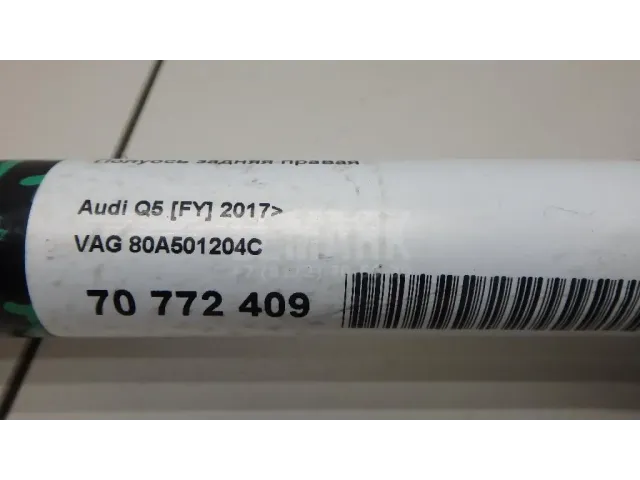 Полуось задняя правая
Audi Q5 [FY] 2017>
VAG 80A501204C
70 772 409